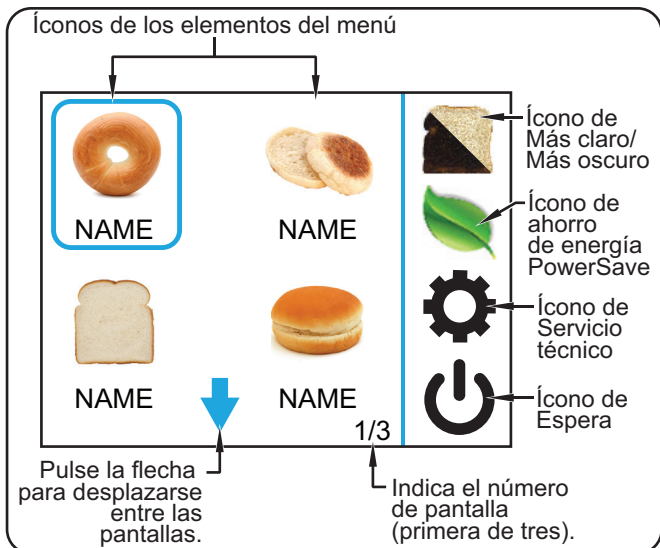 Íconos de los elementos del menú
NAME
NAME
NAME
NAME
1/3
Ícono de
Más claro/
Más oscuro
Ícono de
ahorro
de energía
PowerSave
Ícono de
Servicio
técnico
Ícono de
Espera
Pulse la flecha
para desplazarse
entre las
pantallas.
Indica el número
de pantalla
(primera de tres).